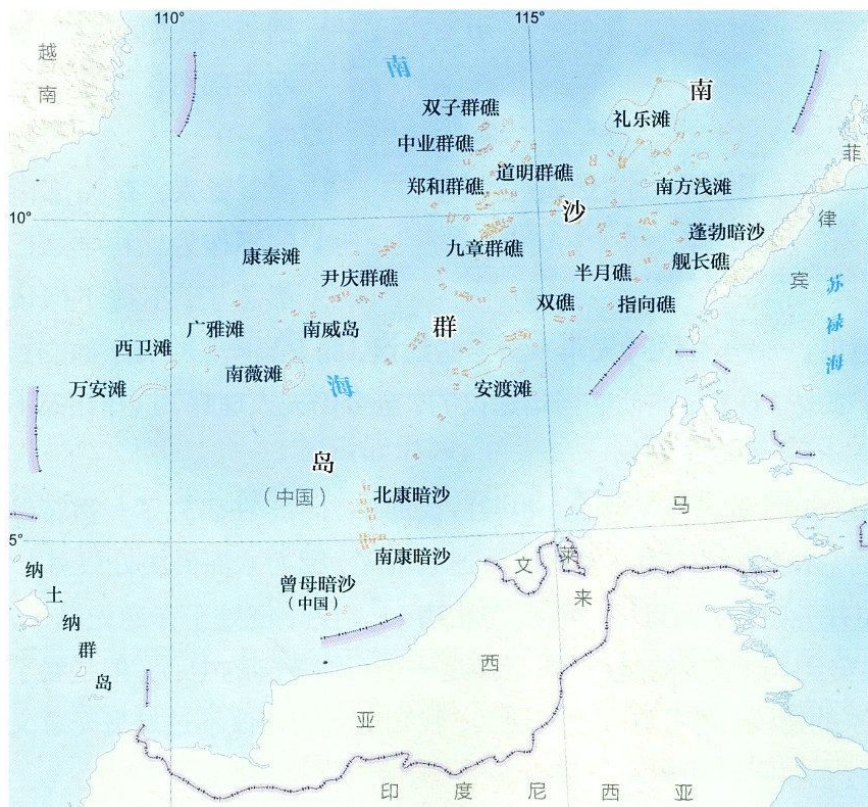 110°
115°
越南
南
双子群礁
礼乐滩
南
中业群礁
道明群礁
菲
郑和群礁
南方浅滩
沙
10°
律
蓬勃暗沙
九章群礁
康泰滩
舰长礁
半月礁
尹庆群礁
宾
苏禄海
双礁
指向礁
广雅滩
南威岛
群
西卫滩
南薇滩
海
万安滩
安渡滩
岛
（中国）
北康暗沙
马
5°
南康暗沙
文莱
纳土纳群岛
曾母暗沙
（中国）
来
西
亚
印度尼西亚